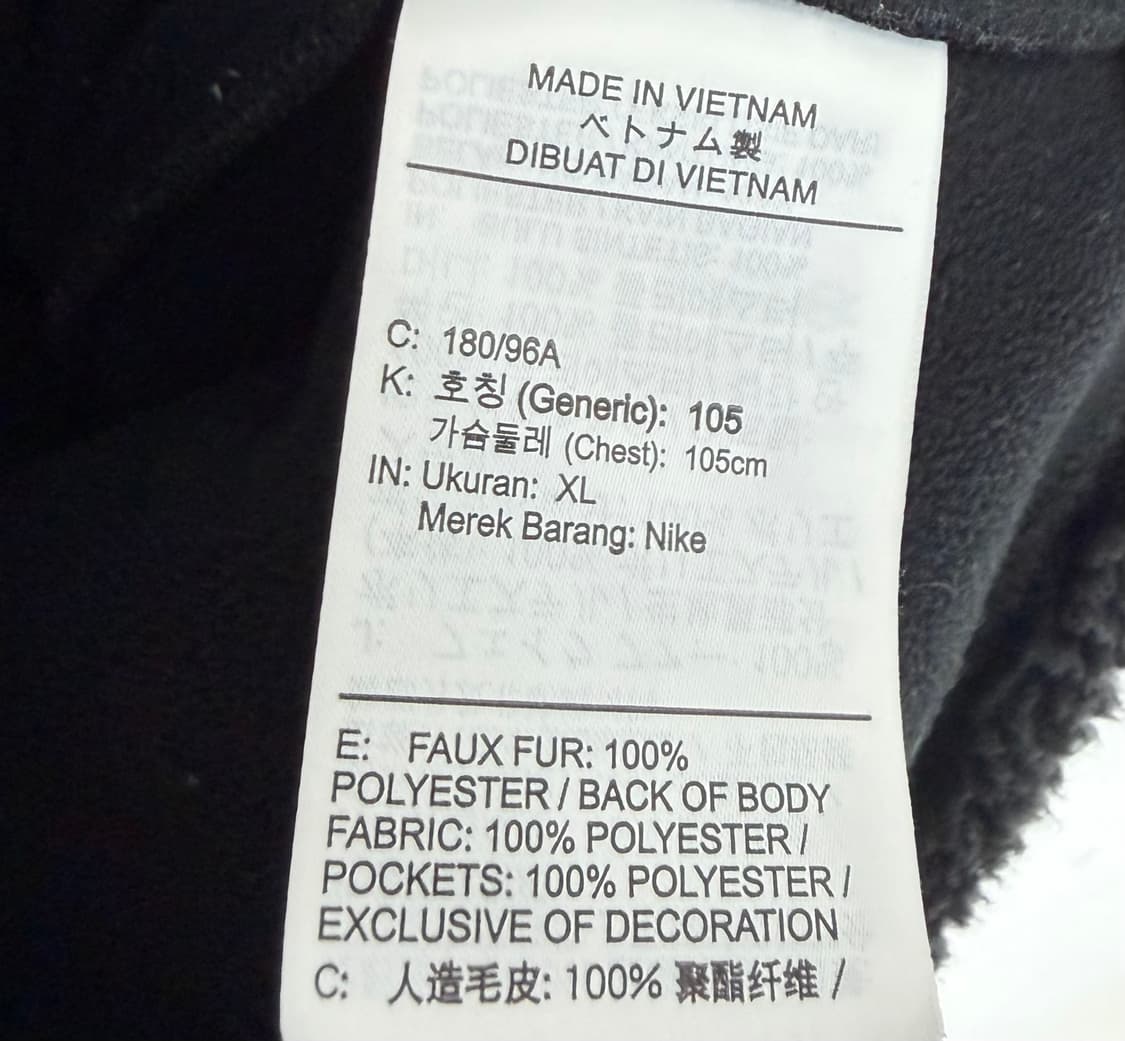 MADE IN VIETNAM
ベトナム製
DIBUAT DI VIETNAM
C: 180/96A
K: 호칭 (Generic): 105
가슴둘레 (Chest): 105cm
IN: Ukuran: XL
Merek Barang: Nike
E: FAUX FUR: 100%
POLYESTER / BACK OF BODY
FABRIC: 100% POLYESTER /
POCKETS: 100% POLYESTER /
EXCLUSIVE OF DECORATION
C: 人造毛皮: 100% 聚酯纤维 /